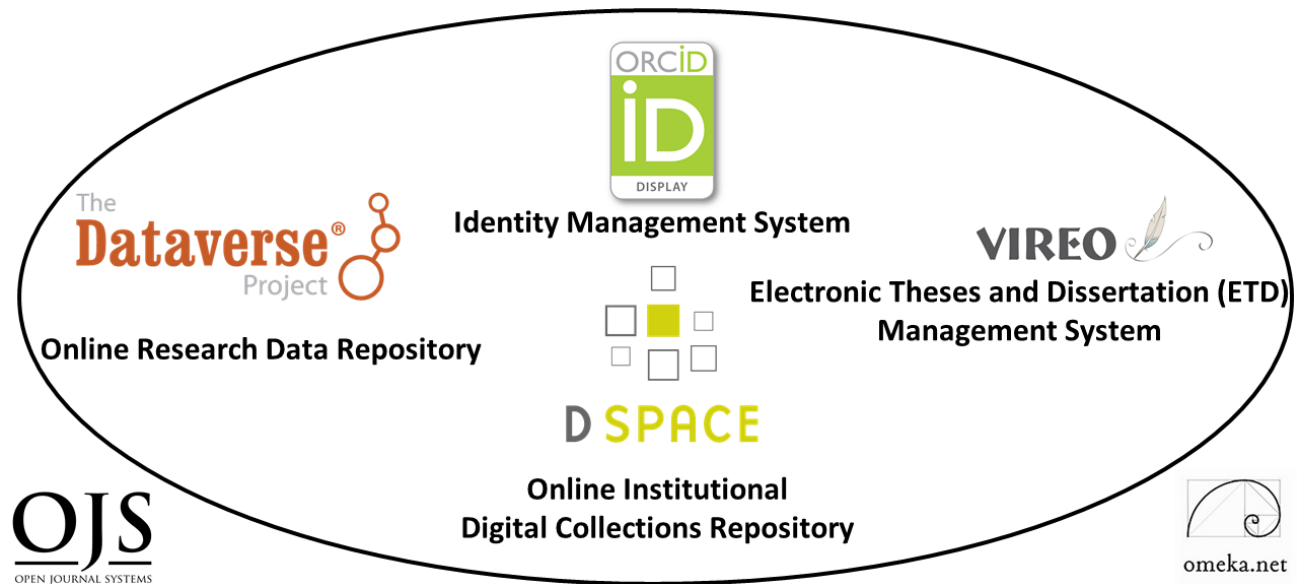 ORCID
iD
DISPLAY
Identity Management System
The
Dataverse®
Project
Online Research Data Repository
VIREO
Electronic Theses and Dissertation (ETD)
Management System
D SPACE
Online Institutional
Digital Collections Repository
OJS
OPEN JOURNAL SYSTEMS
omeka.net